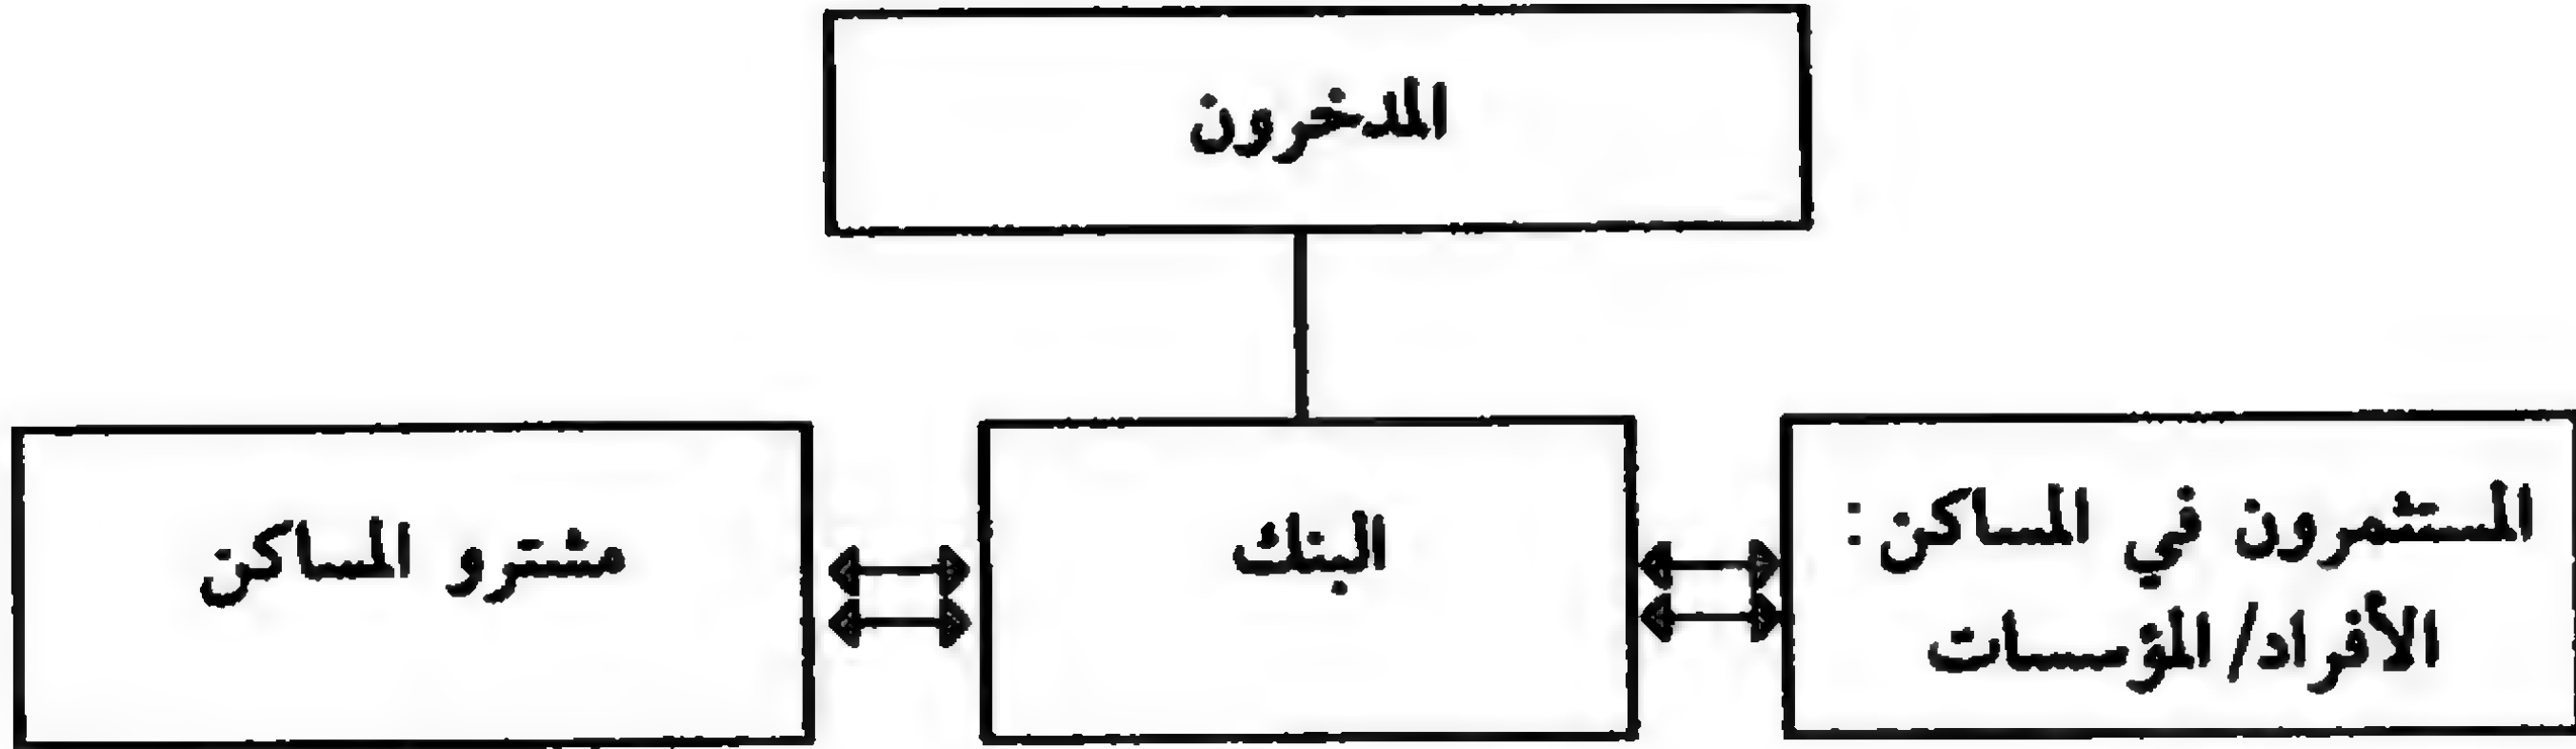 المدخرون
المستثمرون في المساكن :
الأفراد/ المؤسسات
البنك
مشترو المساكن